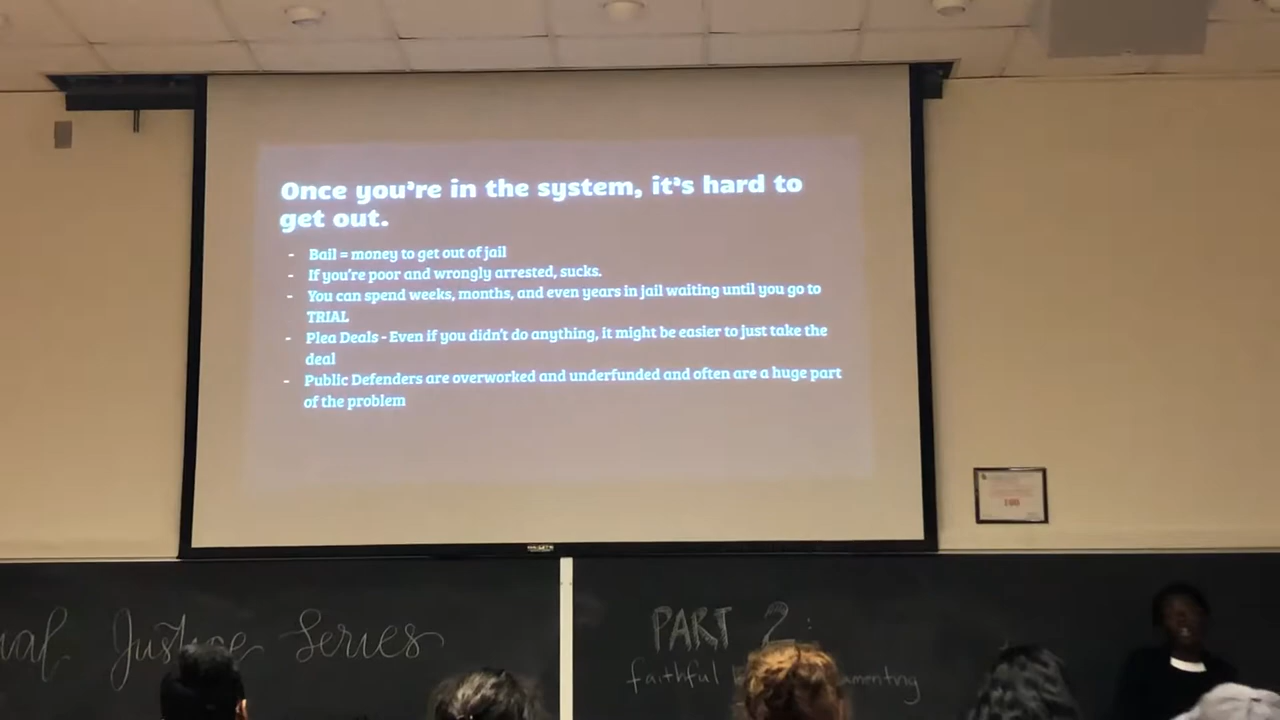 Once you're in the system, it's hard to
get out.
- Bail = money to get out of jail
- If you're poor and wrongly arrested, sucks.
- You can spend weeks, months, and even years in jail waiting until you go to
TRIAL
- Plea Deals - Even if you didn't do anything, it might be easier to just take the
deal
- Public Defenders are overworked and underfunded and often are a huge part
of the problem
Justice Series
PART 2:
faithful